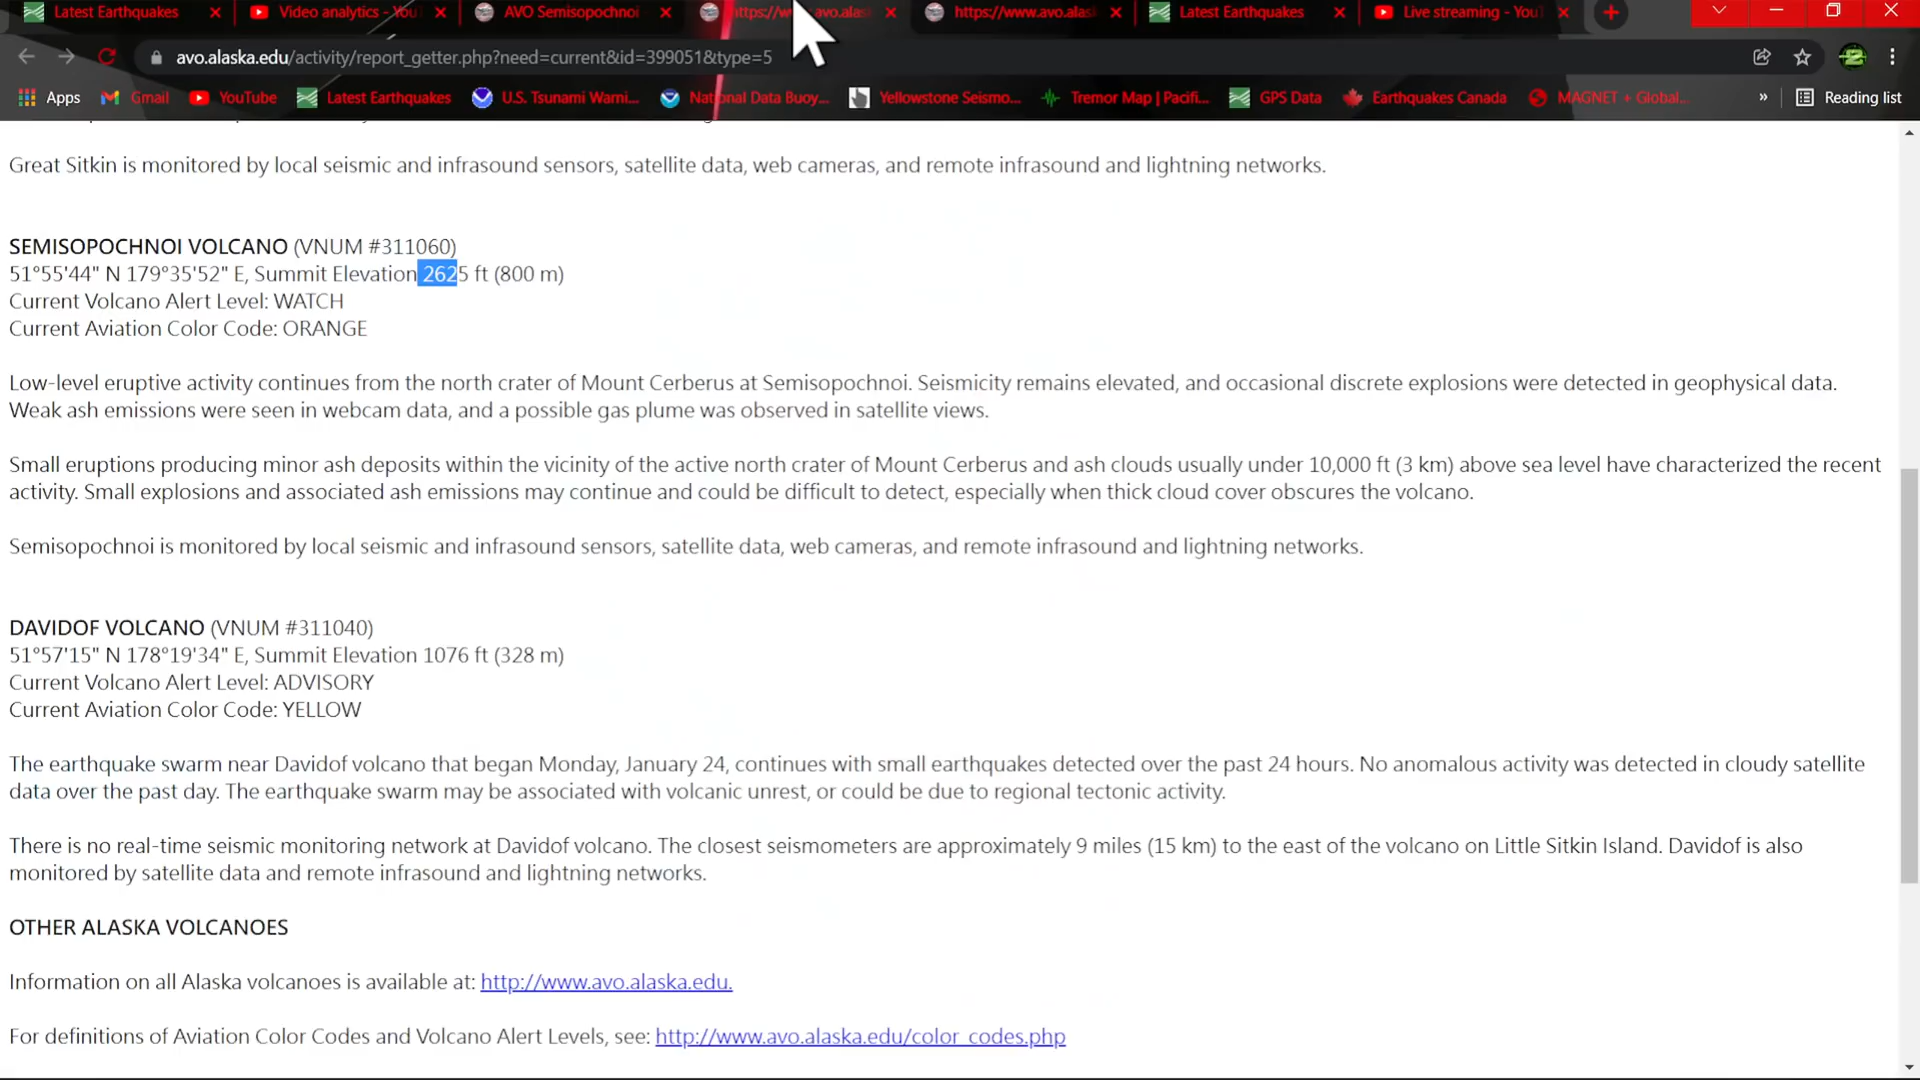 Latest Earthquakes
Video analytics - You
AVO Semisopochnoi
https://www.avo.alas
https://www.avo.alask
Latest Earthquakes
Live streaming - You
avo.alaska.edu/activity/report_getter.php?need=current&id=399051&type=5
Apps
Gmail
YouTube
Latest Earthquakes
U.S. Tsunami Warni...
National Data Buoy...
Yellowstone Seismo...
Tremor Map | Pacifi...
GPS Data
Earthquakes Canada
MAGNET + Global...
»
Reading list
Great Sitkin is monitored by local seismic and infrasound sensors, satellite data, web cameras, and remote infrasound and lightning networks.
SEMISOPOCHNOI VOLCANO (VNUM #311060)
51°55'44" N 179°35'52" E, Summit Elevation 2625 ft (800 m)
Current Volcano Alert Level: WATCH
Current Aviation Color Code: ORANGE
Low-level eruptive activity continues from the north crater of Mount Cerberus at Semisopochnoi. Seismicity remains elevated, and occasional discrete explosions were detected in geophysical data.
Weak ash emissions were seen in webcam data, and a possible gas plume was observed in satellite views.
Small eruptions producing minor ash deposits within the vicinity of the active north crater of Mount Cerberus and ash clouds usually under 10,000 ft (3 km) above sea level have characterized the recent
activity. Small explosions and associated ash emissions may continue and could be difficult to detect, especially when thick cloud cover obscures the volcano.
Semisopochnoi is monitored by local seismic and infrasound sensors, satellite data, web cameras, and remote infrasound and lightning networks.
DAVIDOF VOLCANO (VNUM #311040)
51°57'15" N 178°19'34" E, Summit Elevation 1076 ft (328 m)
Current Volcano Alert Level: ADVISORY
Current Aviation Color Code: YELLOW
The earthquake swarm near Davidof volcano that began Monday, January 24, continues with small earthquakes detected over the past 24 hours. No anomalous activity was detected in cloudy satellite
data over the past day. The earthquake swarm may be associated with volcanic unrest, or could be due to regional tectonic activity.
There is no real-time seismic monitoring network at Davidof volcano. The closest seismometers are approximately 9 miles (15 km) to the east of the volcano on Little Sitkin Island. Davidof is also
monitored by satellite data and remote infrasound and lightning networks.
OTHER ALASKA VOLCANOES
Information on all Alaska volcanoes is available at: http://www.avo.alaska.edu.
For definitions of Aviation Color Codes and Volcano Alert Levels, see: http://www.avo.alaska.edu/color_codes.php